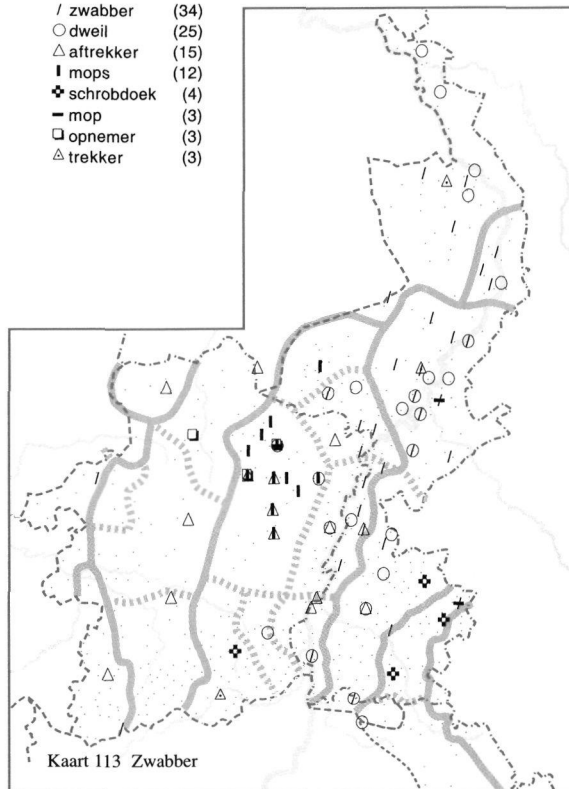 zwabber (34)
dweil (25)
aftrekker (15)
mops (12)
schrobdoek (4)
mop (3)
opnemer (3)
trekker (3)
Kaart 113 Zwabber